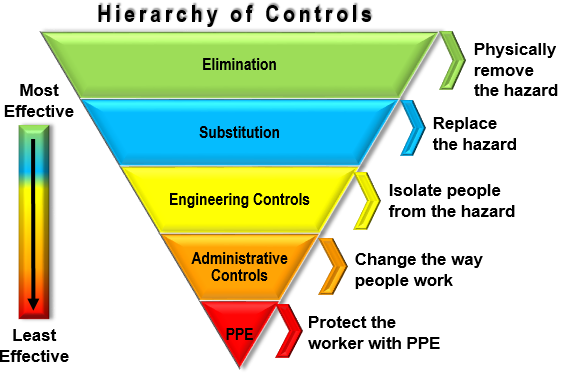 Hierarchy of Controls
Most
Effective
Elimination
Physically
remove
the hazard
Substitution
Replace
the hazard
Engineering Controls
Isolate people
from the hazard
Administrative
Controls
Change the way
people work
PPE
Protect the
worker with PPE
Least
Effective